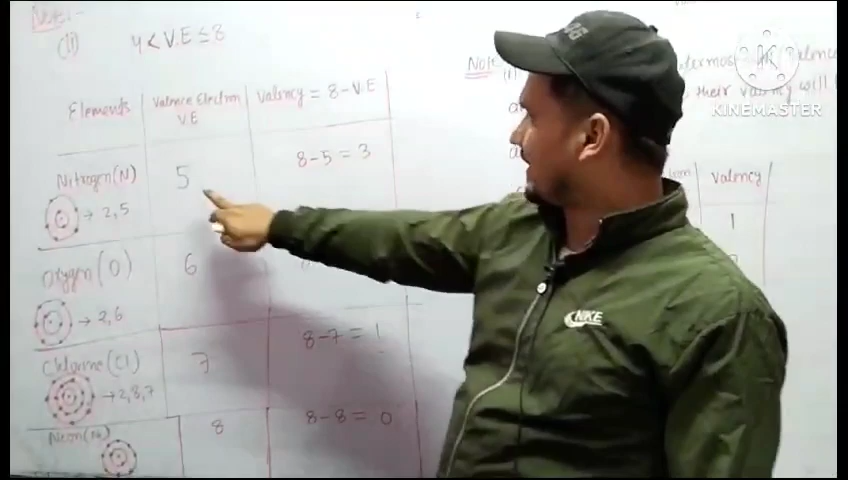 Note:-
(ii) 4 < V.E ≤ 8
Elements
Valence Electron V.E
Valency = 8-V.E
Nitrogen (N)
→ 2,5
5
8-5 = 3
Oxygen (O)
→ 2,6
6
Chlorine (Cl)
→ 2,8,7
7
8-7 = 1
Neon (Ne)
8
8-8 = 0
Note
(i)
valence
their valency will
Valency
1
NIKE
KINEMASTER